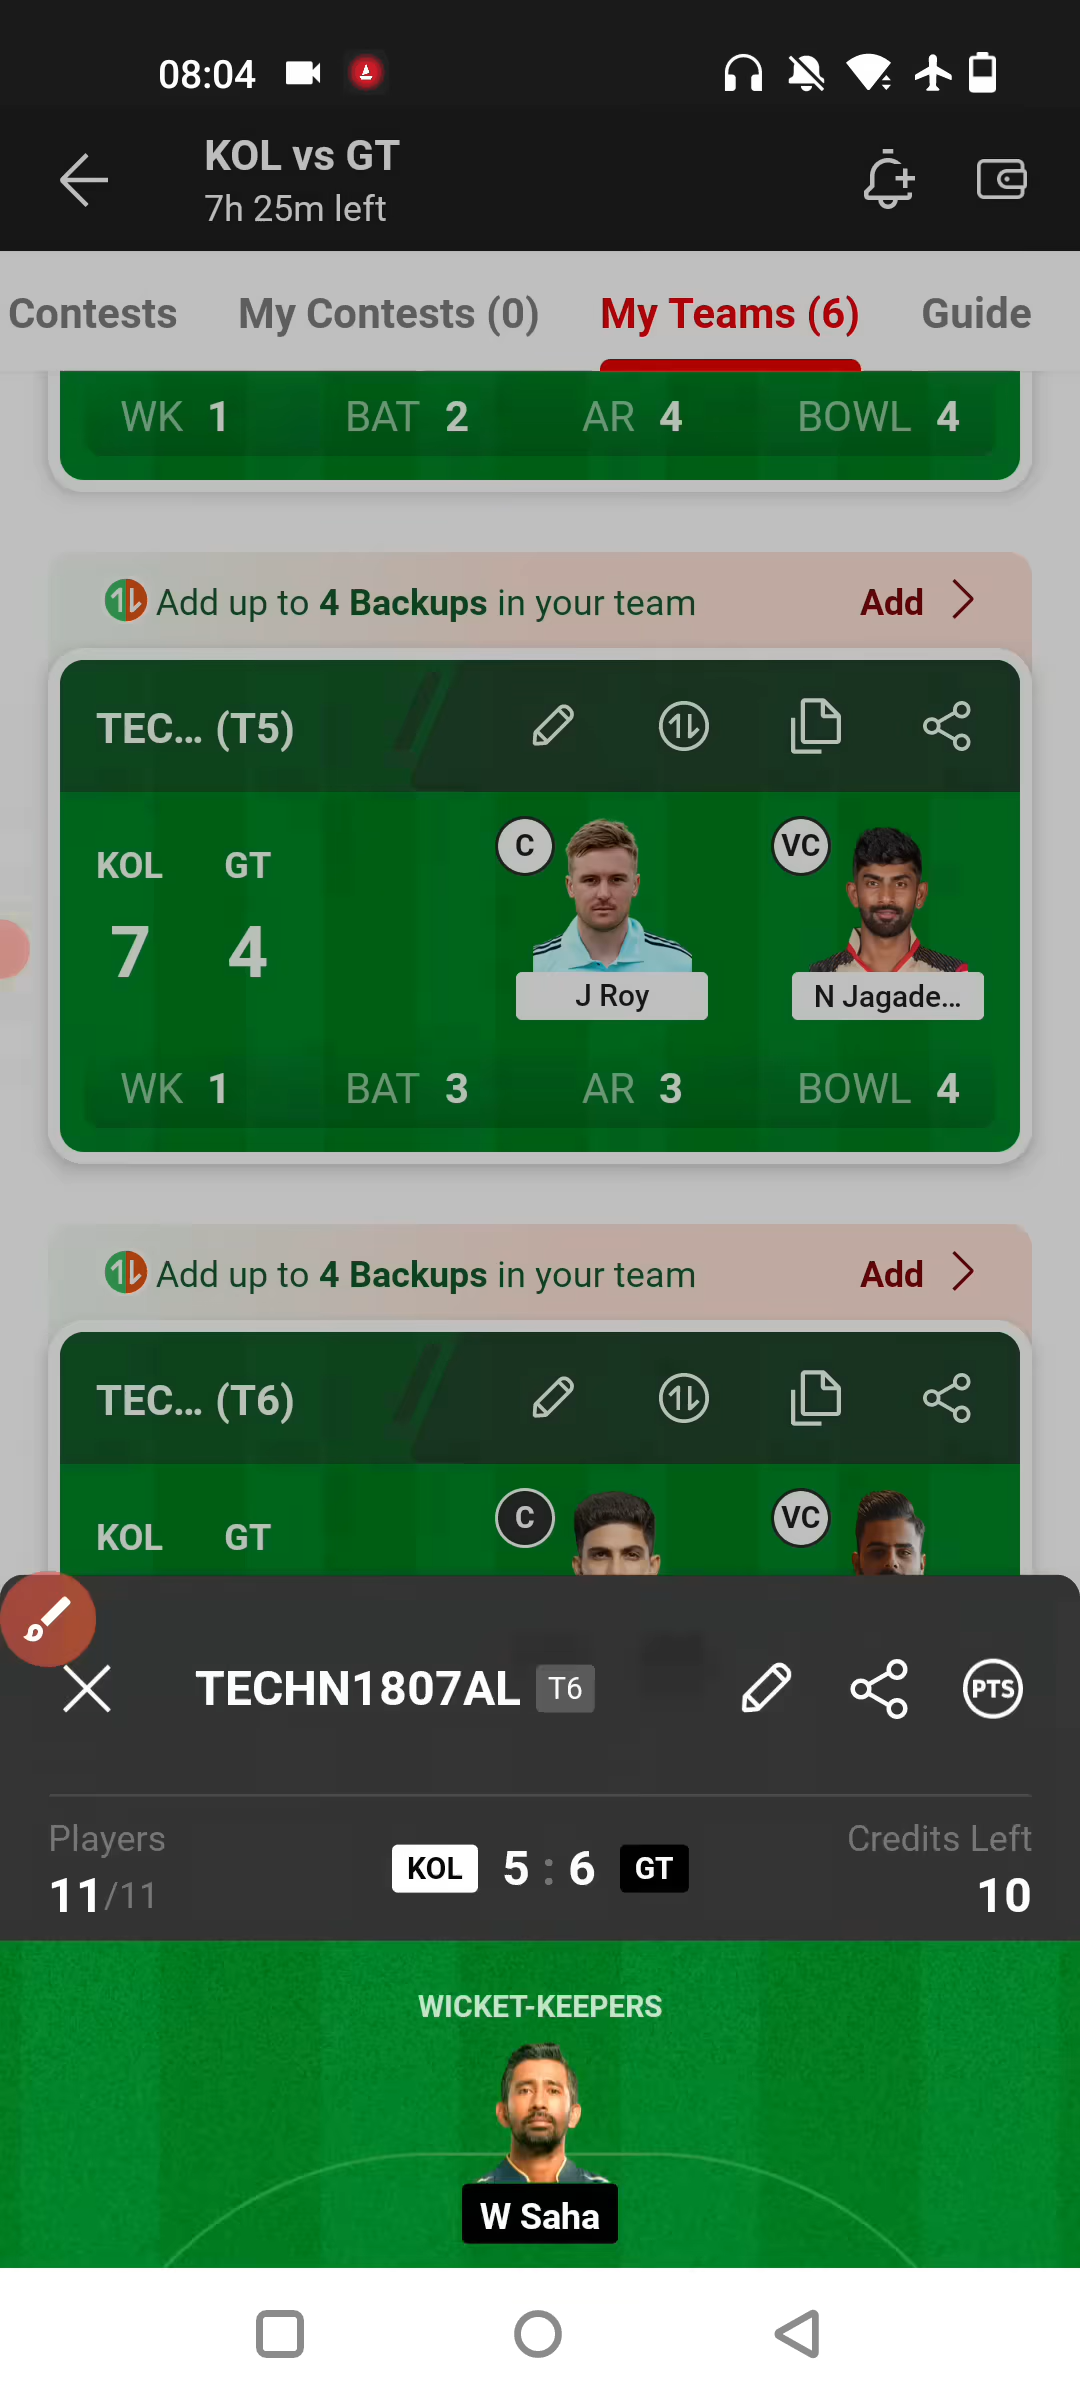 08:04
KOL vs GT
7h 25m left
Contests My Contests (0) My Teams (6) Guide
WK 1 BAT 2 AR 4 BOWL 4
Add up to 4 Backups in your team Add
TEC... (T5)
KOL GT C VC
7 4
J Roy N Jagade...
WK 1 BAT 3 AR 3 BOWL 4
Add up to 4 Backups in your team Add
TEC... (T6)
KOL GT C VC
TECHN1807AL T6 PTS
Players Credits Left
KOL 5 : 6 GT
11/11 10
WICKET-KEEPERS
W Saha